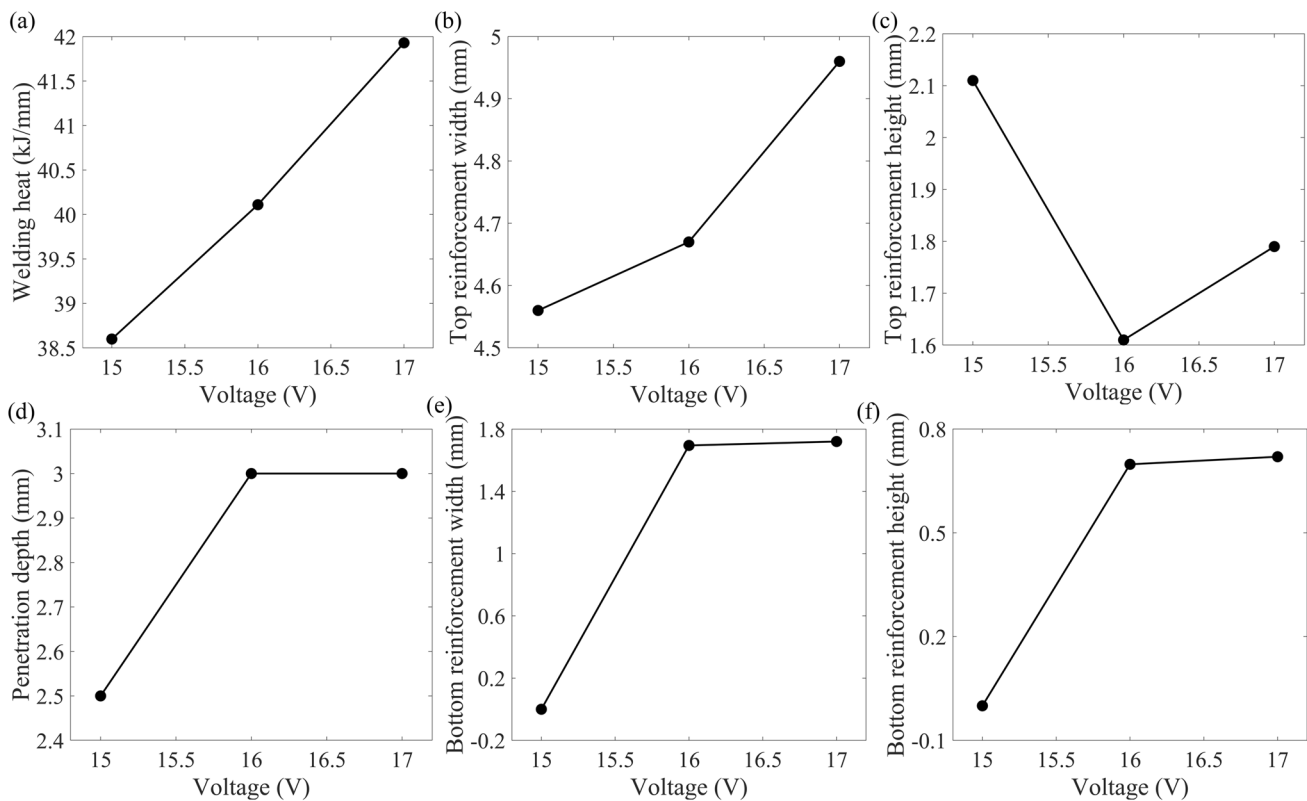 (a)
Welding heat (kJ/mm)
42
41.5
41
40.5
40
39.5
39
38.5
15 15.5 16 16.5 17
Voltage (V)
(b)
Top reinforcement width (mm)
5
4.9
4.8
4.7
4.6
4.5
15 15.5 16 16.5 17
Voltage (V)
(c)
Top reinforcement height (mm)
2.2
2.1
2
1.9
1.8
1.7
1.6
15 15.5 16 16.5 17
Voltage (V)
(d)
Penetration depth (mm)
3.1
3
2.9
2.8
2.7
2.6
2.5
2.4
15 15.5 16 16.5 17
Voltage (V)
(e)
Bottom reinforcement width (mm)
1.8
1.4
1
0.6
0.2
-0.2
15 15.5 16 16.5 17
Voltage (V)
(f)
Bottom reinforcement height (mm)
0.8
0.5
0.2
-0.1
15 15.5 16 16.5 17
Voltage (V)